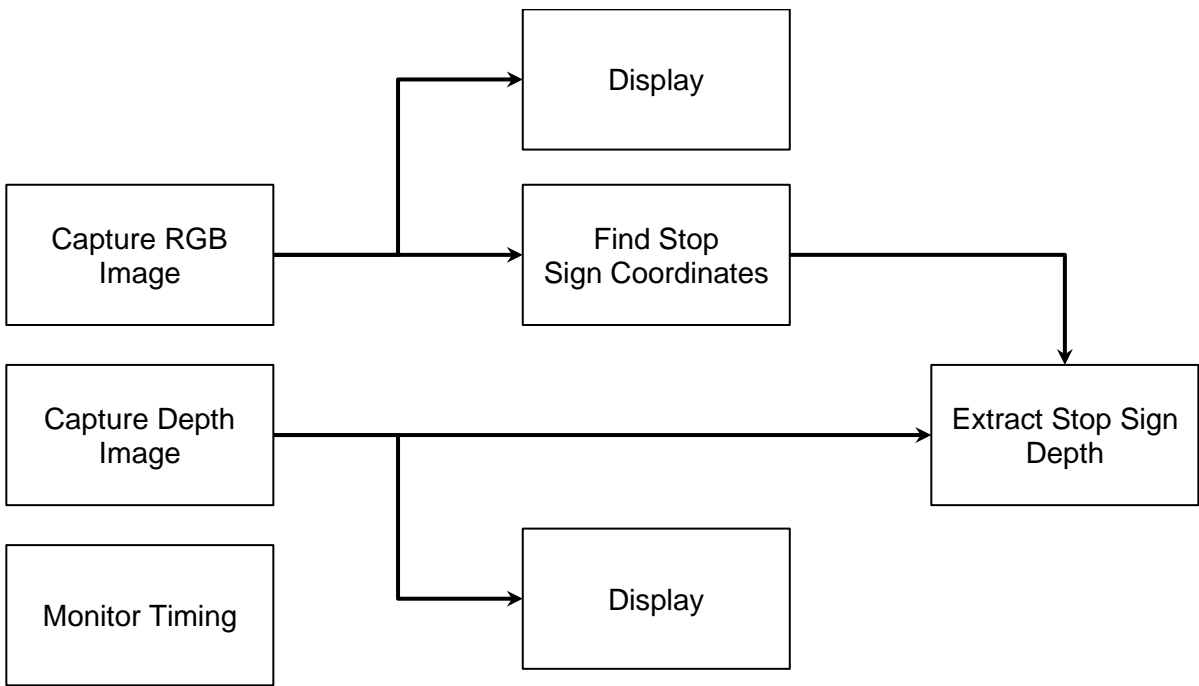 Display
Capture RGB
Image
Find Stop
Sign Coordinates
Capture Depth
Image
Extract Stop Sign
Depth
Monitor Timing
Display